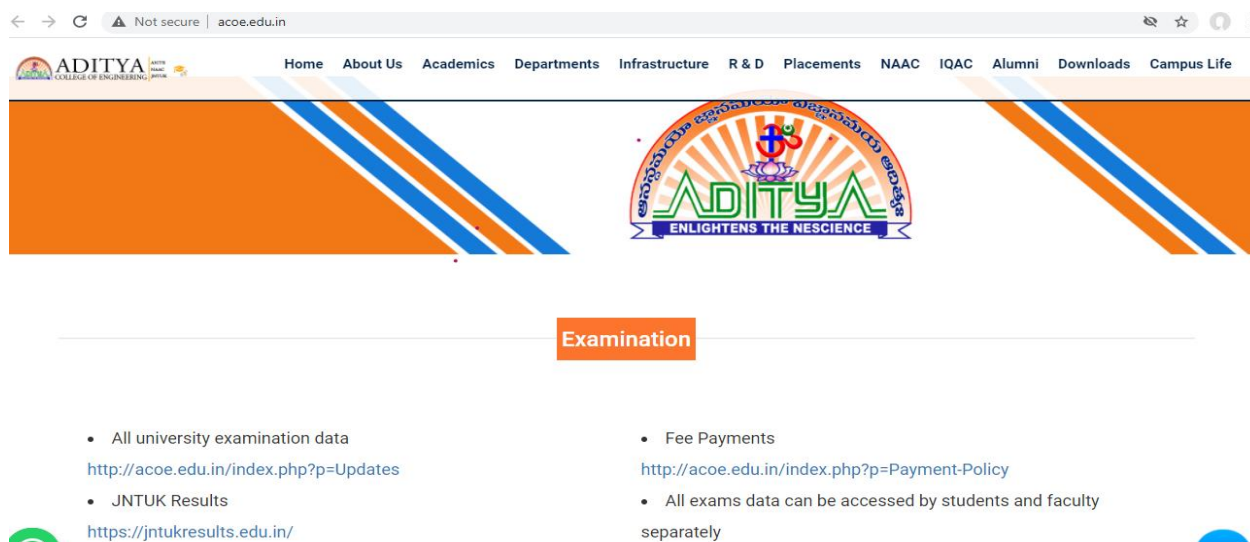 Not secure | acoe.edu.in
ADITYA
COLLEGE OF ENGINEERING
Home About Us Academics Departments Infrastructure R & D Placements NAAC IQAC Alumni Downloads Campus Life
ADITYA
ENLIGHTENS THE NESCIENCE
Examination
• All university examination data
http://acoe.edu.in/index.php?p=Updates
• JNTUK Results
https://jntukresults.edu.in/
• Fee Payments
http://acoe.edu.in/index.php?p=Payment-Policy
• All exams data can be accessed by students and faculty
separately